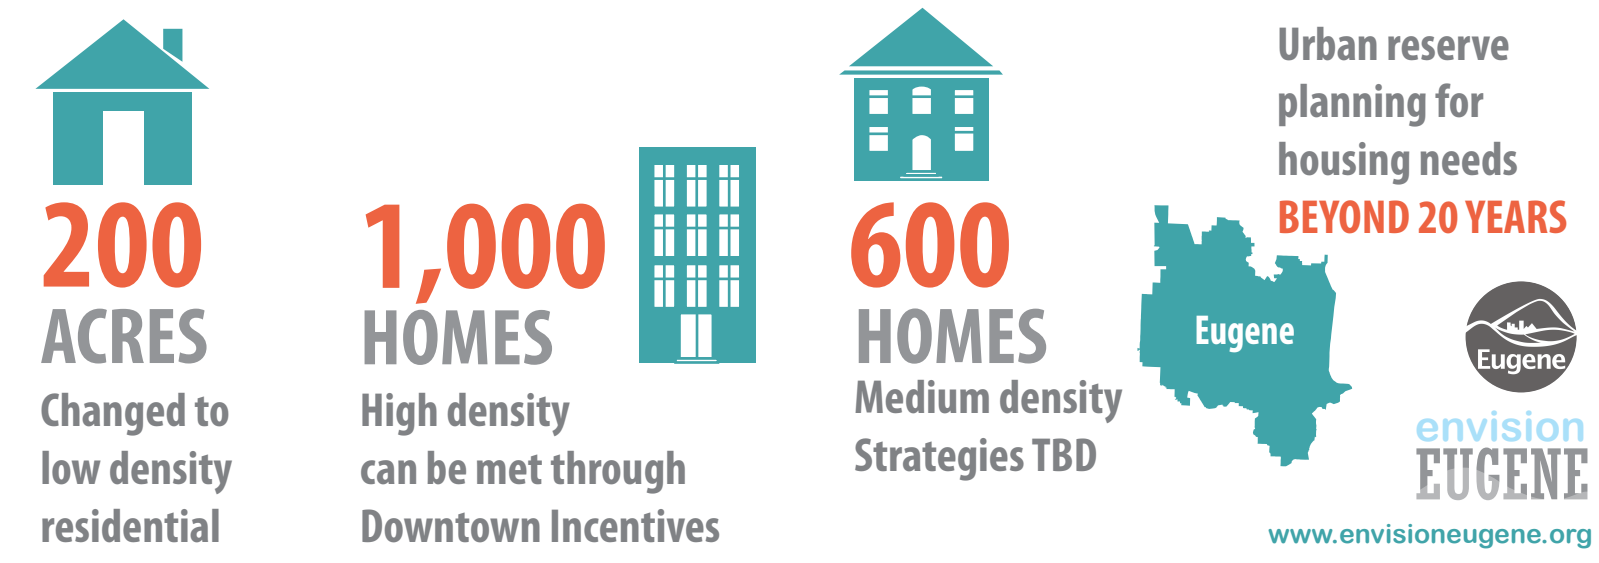 200
ACRES
Changed to
low density
residential
1,000
HOMES
High density
can be met through
Downtown Incentives
600
HOMES
Medium density
Strategies TBD
Urban reserve
planning for
housing needs
BEYOND 20 YEARS
Eugene
Eugene
envision
EUGENE
www.envisioneugene.org